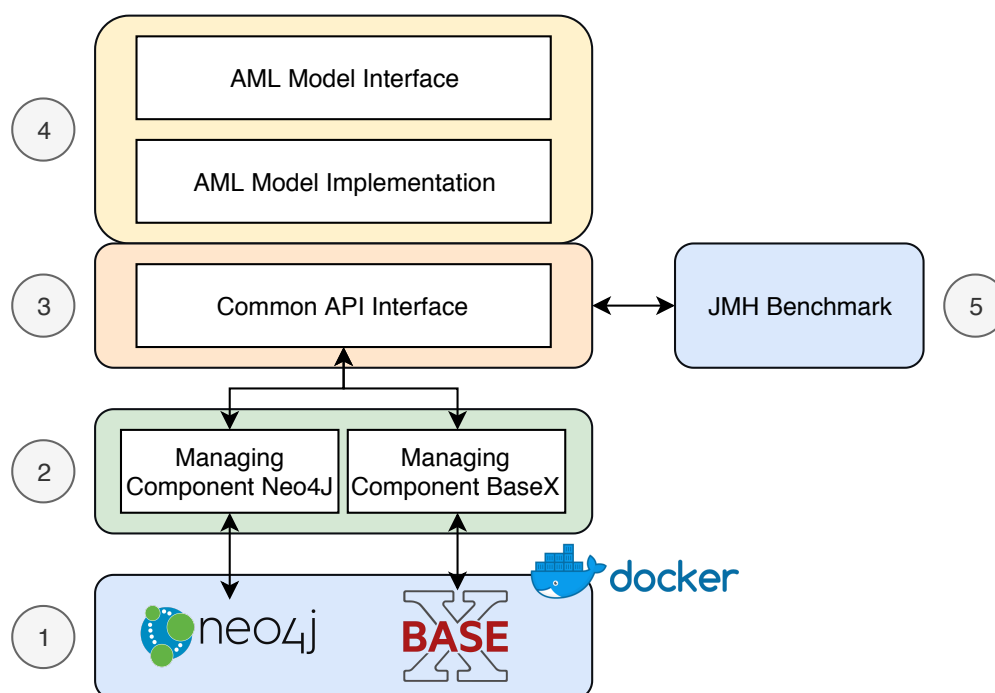 AML Model Interface
4
AML Model Implementation
3
Common API Interface
JMH Benchmark
5
2
Managing
Component Neo4J
Managing
Component BaseX
docker
1
neo4j
X
BASE